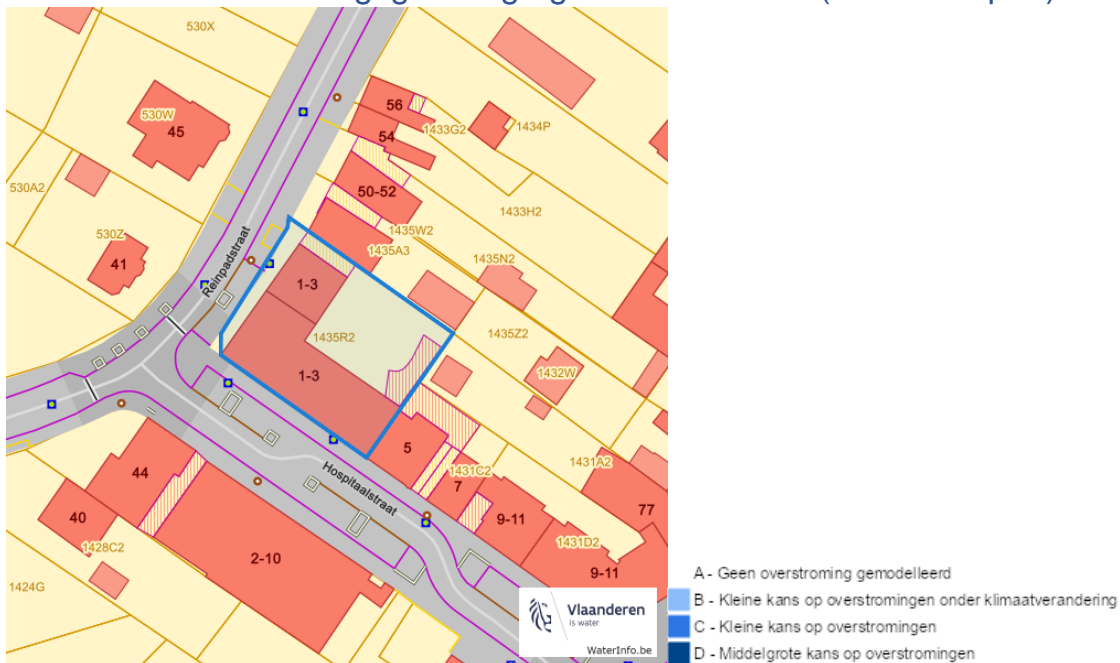 530X
530W
45
56
54
1433G2
1434P
50-52
530A2
1433H2
1435W2
530Z
41
Reinpadstraat
1435A3
1435N2
1-3
1435R2
1435Z2
1-3
1432W
5
Hospitaalstraat
1431C2
7
1431A2
44
9-11
77
40
1428C2
2-10
1431D2
9-11
1424G
Vlaanderen
is water
WaterInfo.be
A - Geen overstroming gemodelleerd
B - Kleine kans op overstromingen onder klimaatverandering
C - Kleine kans op overstromingen
D - Middelgrote kans op overstromingen